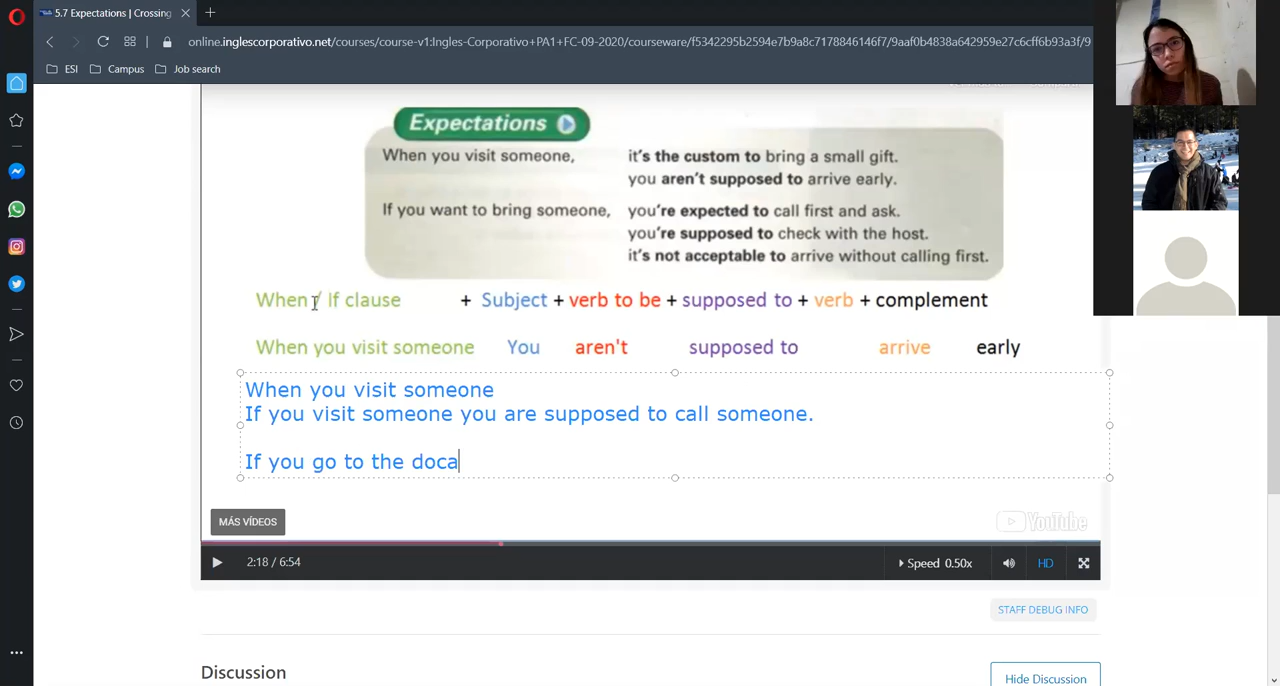 5.7 Expectations | Crossing
online.inglescorporativo.net/courses/course-v1:Ingles-Corporativo+PA1+FC-09-2020/courseware/f5342295b2594e7b9a8c7178846146f7/9aaf0b4838a642959e27c6cff6b93a3f/9
ESI Campus Job search
Expectations
When you visit someone, it's the custom to bring a small gift.
you aren't supposed to arrive early.
If you want to bring someone, you're expected to call first and ask.
you're supposed to check with the host.
it's not acceptable to arrive without calling first.
When / If clause + Subject + verb to be + supposed to + verb + complement
When you visit someone You aren't supposed to arrive early
When you visit someone
If you visit someone you are supposed to call someone.
If you go to the doca
MÁS VÍDEOS
YouTube
2:18 / 6:54 Speed 0.50x HD
STAFF DEBUG INFO
Discussion
Hide Discussion